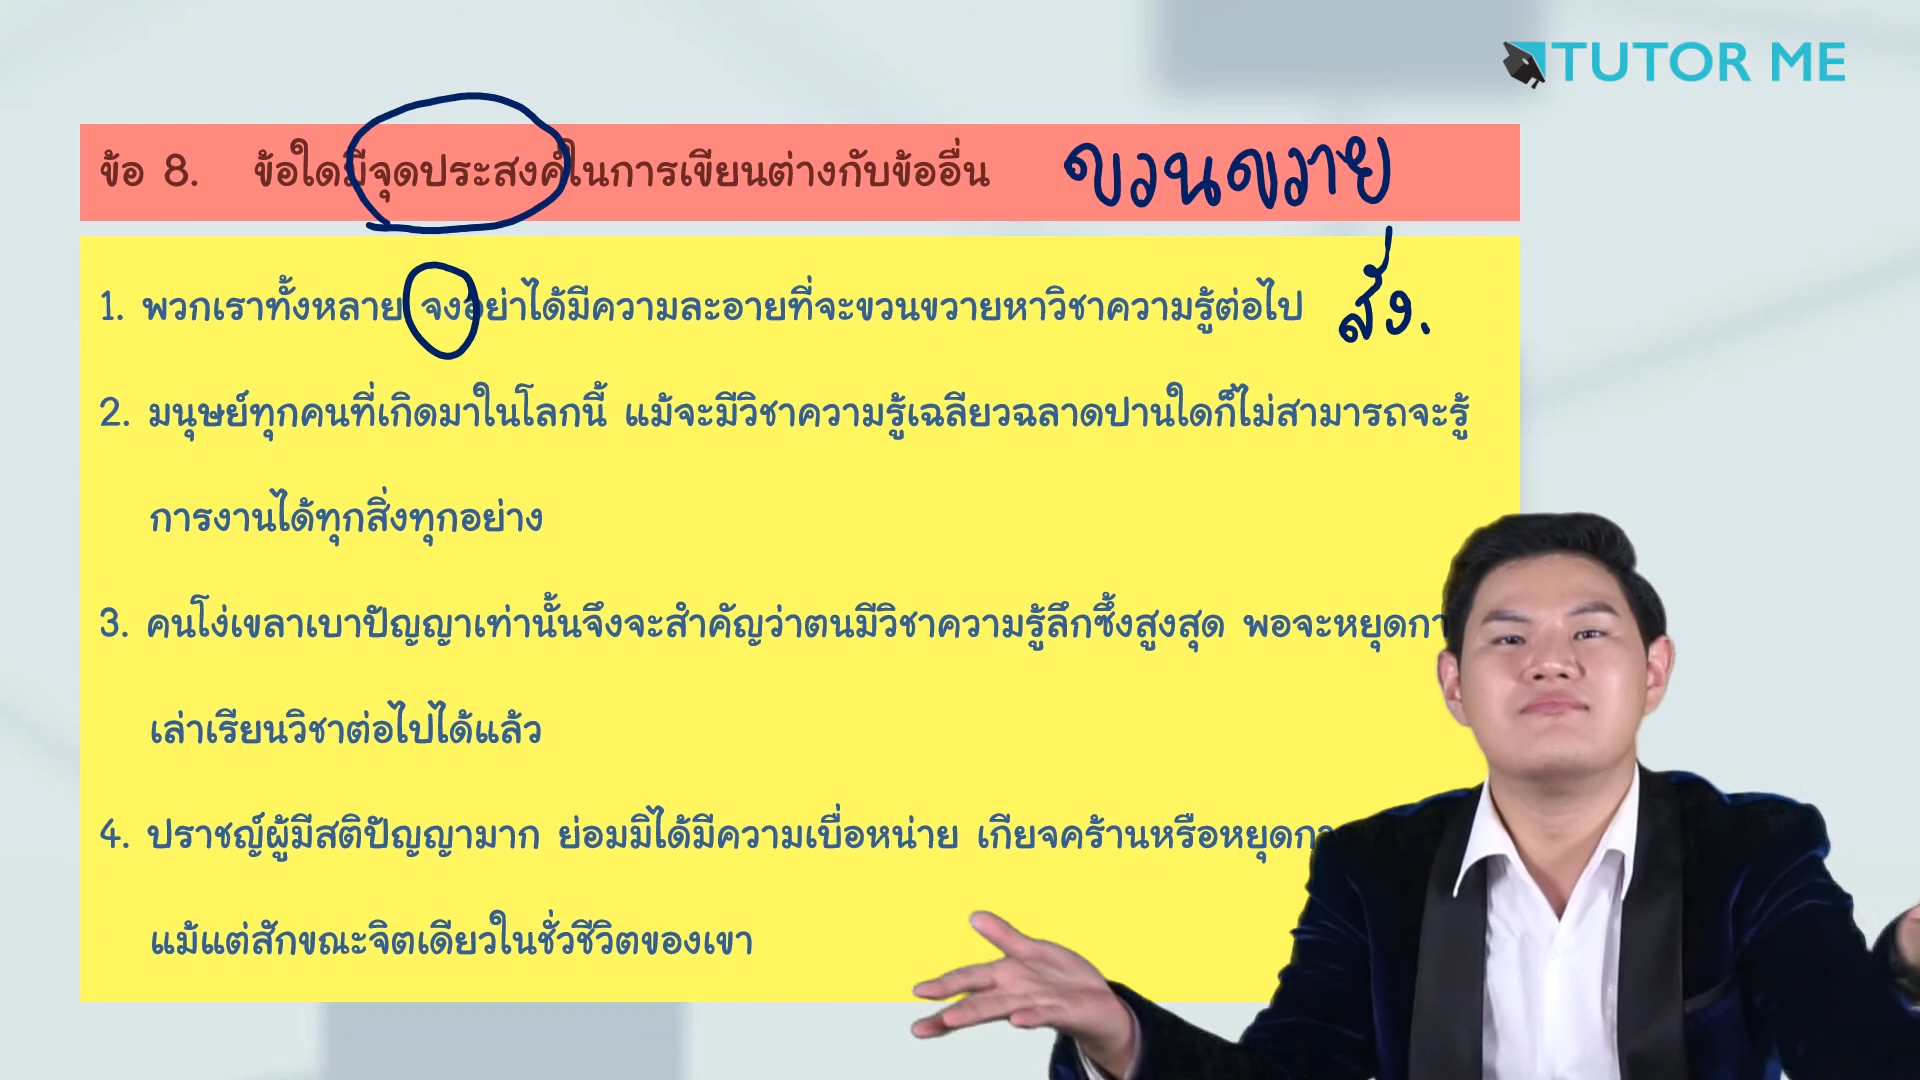 TUTOR ME
ข้อ 8. ข้อใดมีจุดประสงค์ในการเขียนต่างกับข้ออื่น ขวนขวาย
1. พวกเราทั้งหลาย จงอย่าได้มีความละอายที่จะขวนขวายหาวิชาความรู้ต่อไป สั่ง.
2. มนุษย์ทุกคนที่เกิดมาในโลกนี้ แม้จะมีวิชาความรู้เฉลียวฉลาดปานใดก็ไม่สามารถจะรู้
การงานได้ทุกสิ่งทุกอย่าง
3. คนโง่เขลาเบาปัญญาเท่านั้นจึงจะสำคัญว่าตนมีวิชาความรู้ลึกซึ้งสูงสุด พอจะหยุดกา
เล่าเรียนวิชาต่อไปได้แล้ว
4. ปราชญ์ผู้มีสติปัญญามาก ย่อมมิได้มีความเบื่อหน่าย เกียจคร้านหรือหยุดกา
แม้แต่สักขณะจิตเดียวในชั่วชีวิตของเขา